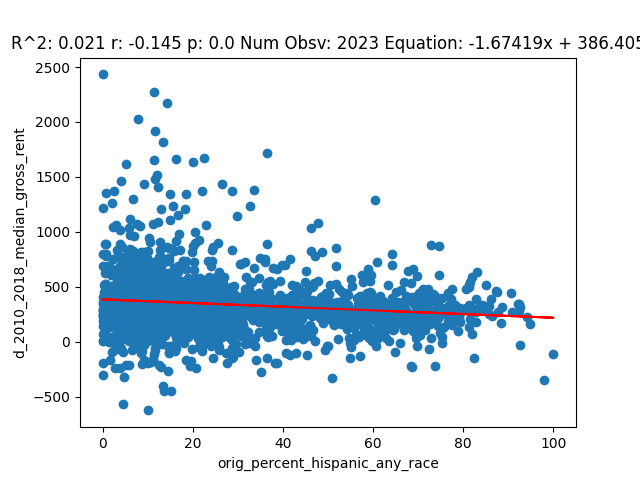 R^2: 0.021 r: -0.145 p: 0.0 Num Obsv: 2023 Equation: -1.67419x + 386.405
2500
2000
1500
1000
500
0
−500
d_2010_2018_median_gross_rent
0 20 40 60 80 100
orig_percent_hispanic_any_race